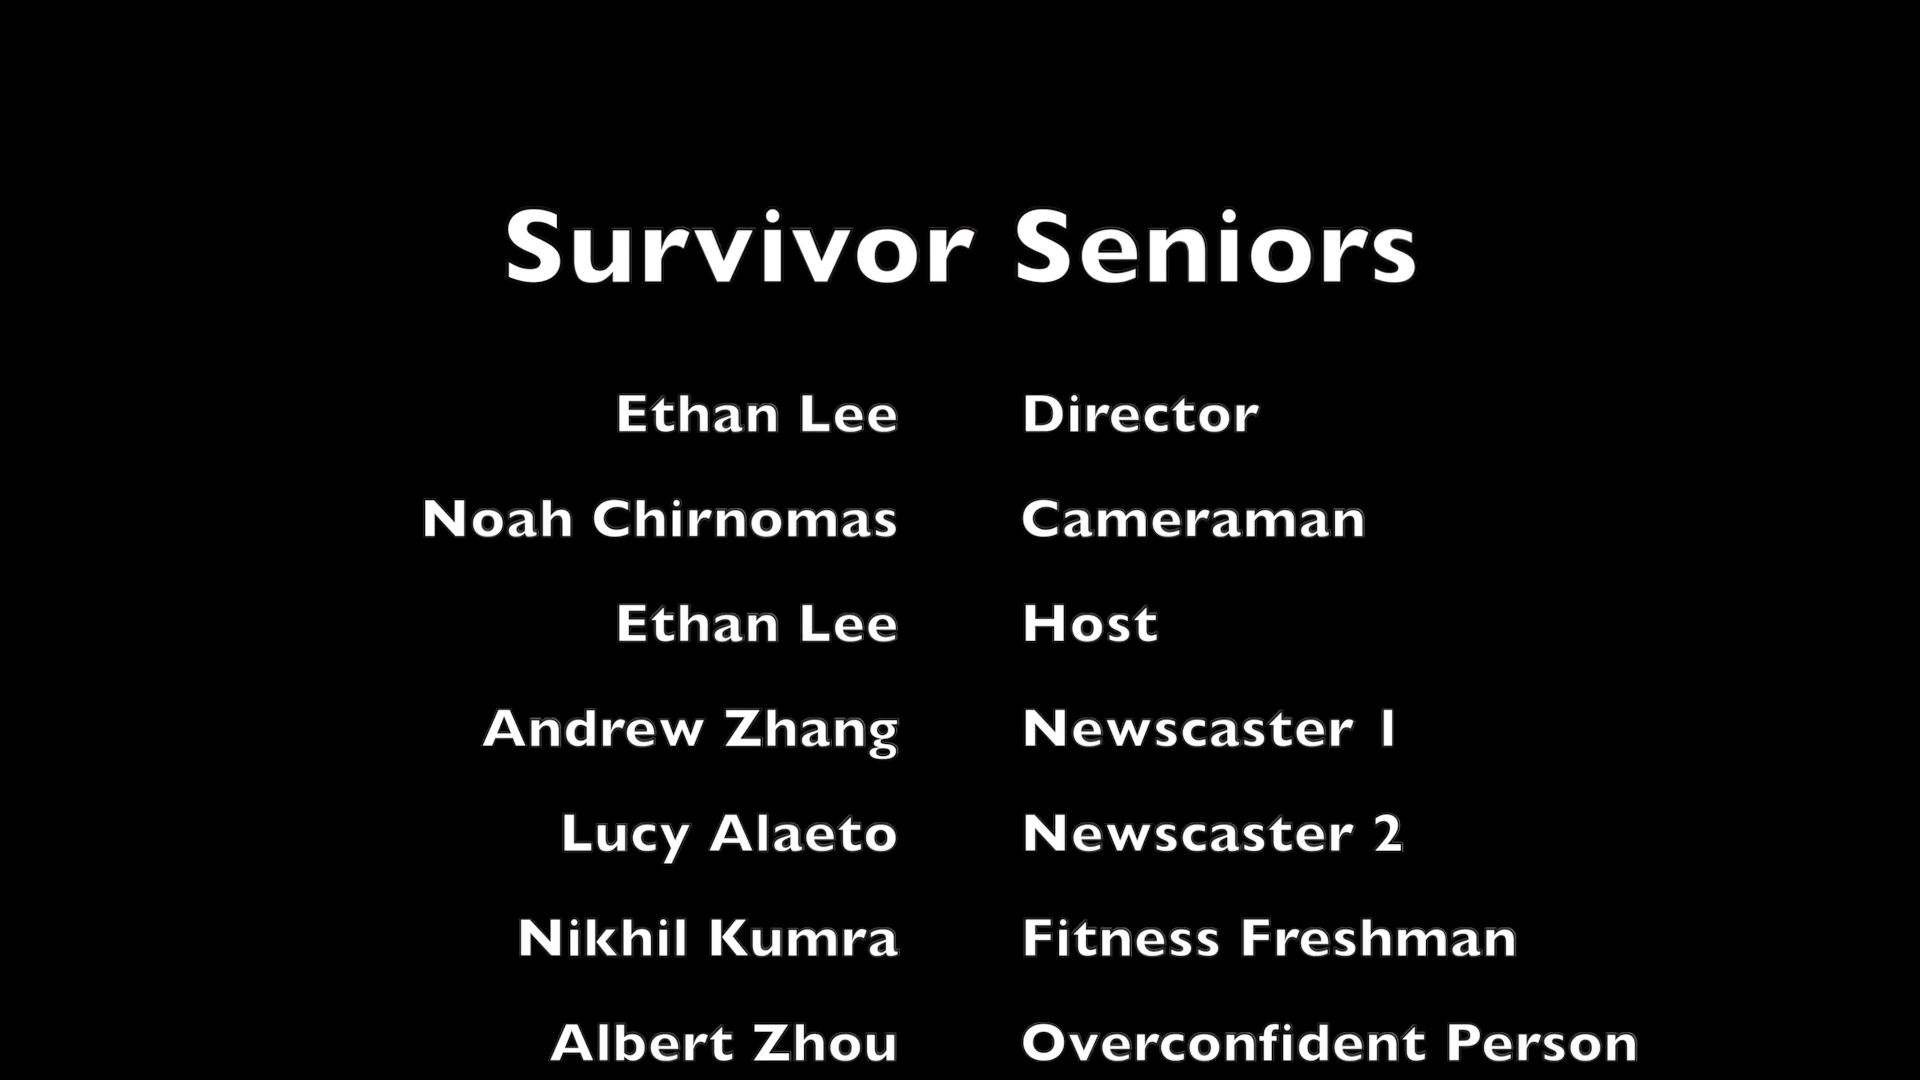 Survivor Seniors
Ethan Lee Director
Noah Chirnomas Cameraman
Ethan Lee Host
Andrew Zhang Newscaster 1
Lucy Alaeto Newscaster 2
Nikhil Kumra Fitness Freshman
Albert Zhou Overconfident Person